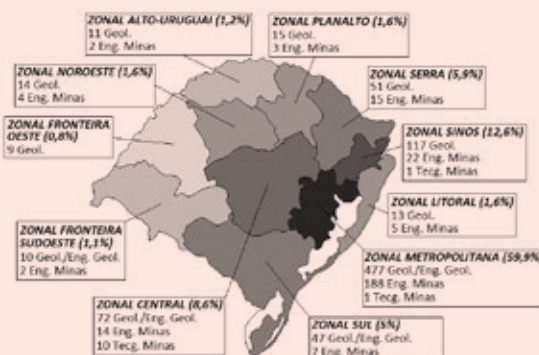 ZONAL ALTO-URUGUAI (1,2%)
11 Geol.
2 Eng. Minas
ZONAL PLANALTO (1,6%)
15 Geol.
3 Eng. Minas
ZONAL NOROESTE (1,6%)
14 Geol.
4 Eng. Minas
ZONAL SERRA (5,9%)
51 Geol.
15 Eng. Minas
ZONAL FRONTEIRA
OESTE (0,8%)
9 Geol.
ZONAL SINOS (12,6%)
117 Geol.
22 Eng. Minas
1 Tecg. Minas
ZONAL LITORAL (1,6%)
13 Geol.
5 Eng. Minas
ZONAL FRONTEIRA
SUDOESTE (1,1%)
10 Geol./Eng. Geol.
2 Eng. Minas
ZONAL METROPOLITANA (59,9%)
477 Geol./Eng. Geol.
188 Eng. Minas
1 Tecg. Minas
ZONAL CENTRAL (8,6%)
72 Geol./Eng. Geol.
14 Eng. Minas
10 Tecg. Minas
ZONAL SUL (5%)
47 Geol./Eng. Geol.
7 Eng. Minas